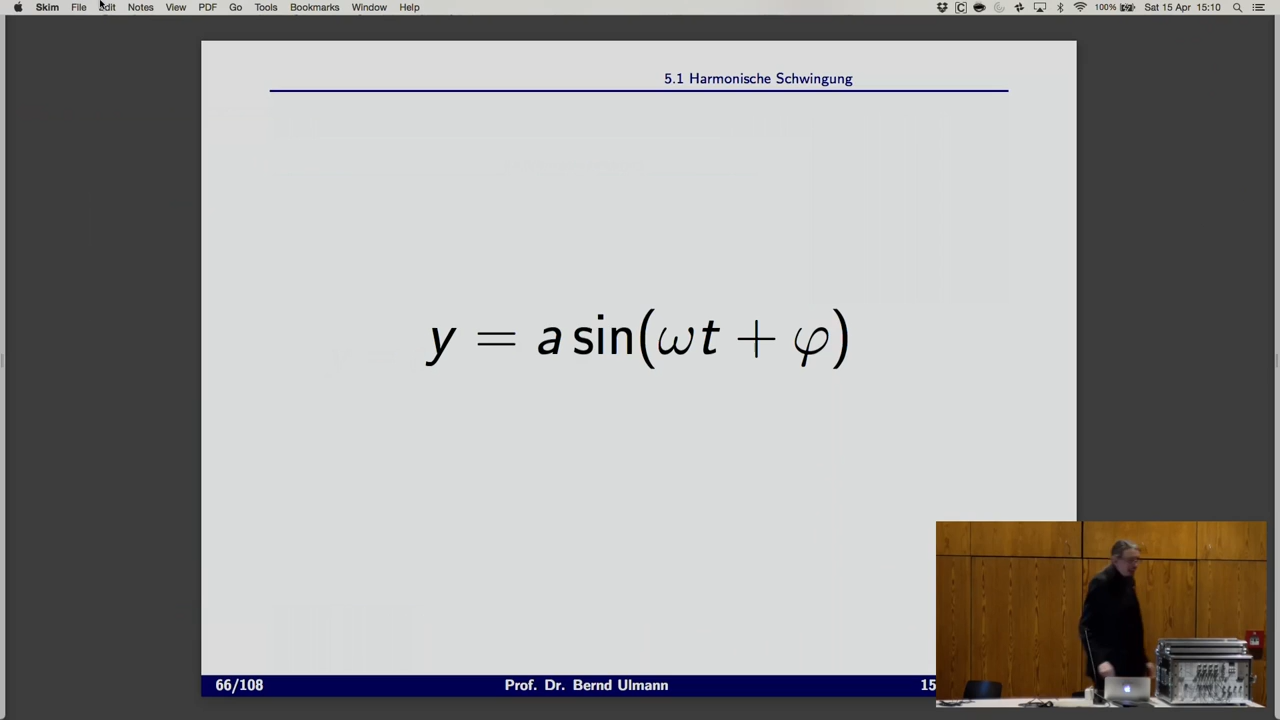 Skim File Edit Notes View PDF Go Tools Bookmarks Window Help 100% Sat 15 Apr 15:10
5.1 Harmonische Schwingung
y = a sin(ωt + φ)
66/108 Prof. Dr. Bernd Ulmann 15